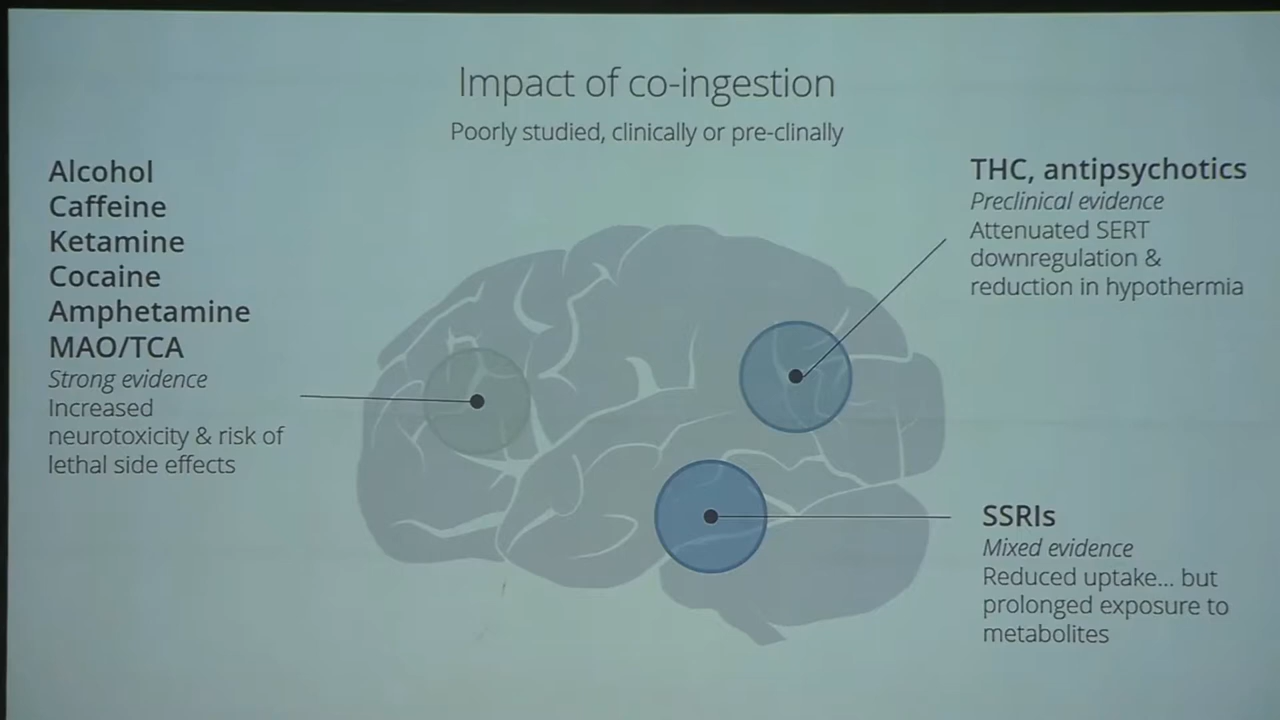 Impact of co-ingestion
Poorly studied, clinically or pre-clinally
Alcohol
Caffeine
Ketamine
Cocaine
Amphetamine
MAO/TCA
Strong evidence
Increased
neurotoxicity & risk of
lethal side effects
THC, antipsychotics
Preclinical evidence
Attenuated SERT
downregulation &
reduction in hypothermia
SSRIs
Mixed evidence
Reduced uptake... but
prolonged exposure to
metabolites